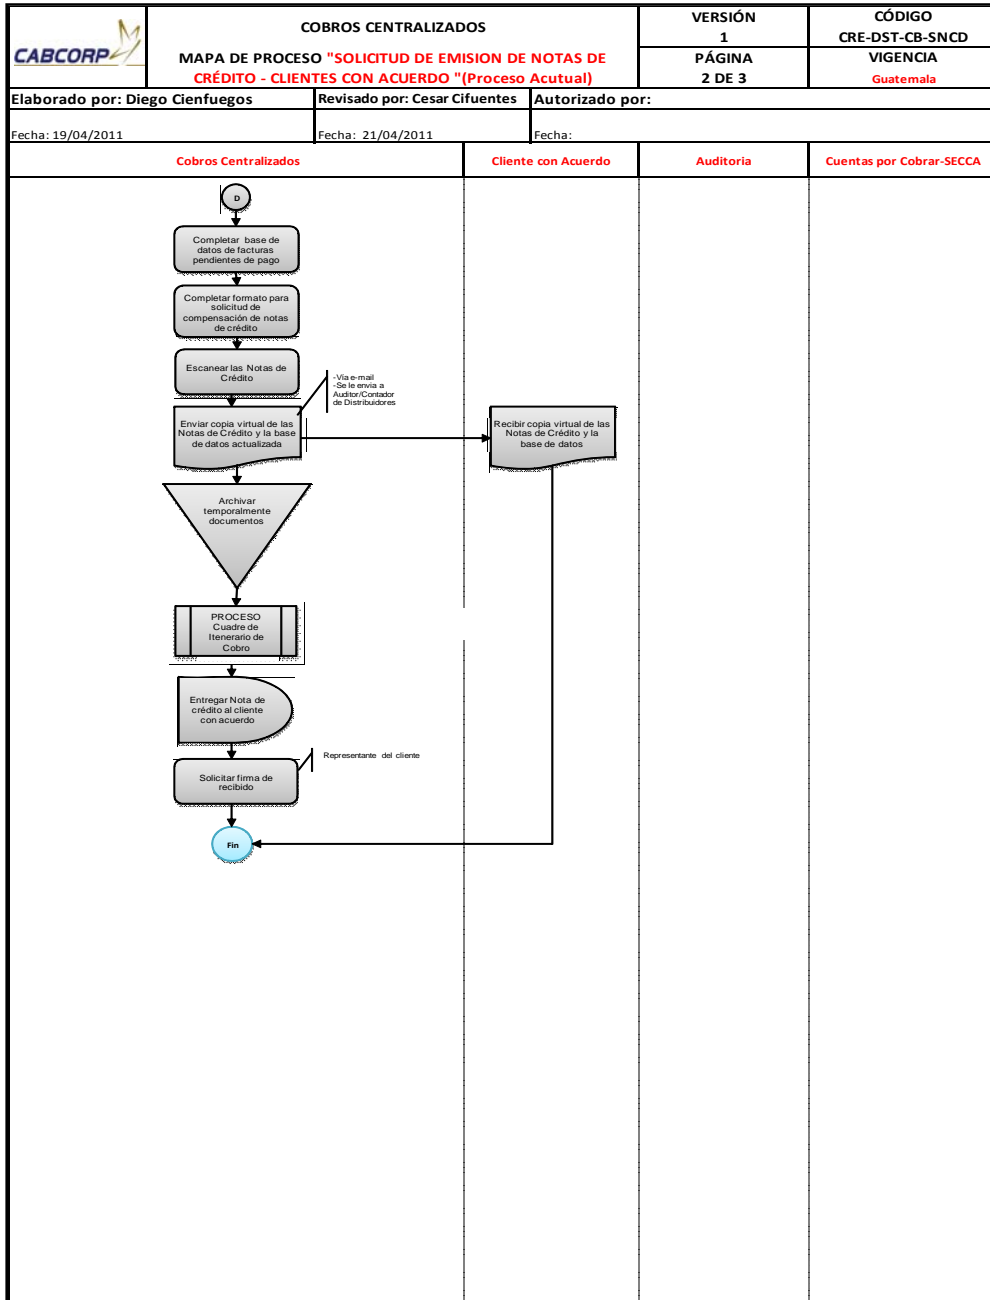 CABCORP
COBROS CENTRALIZADOS
MAPA DE PROCESO "SOLICITUD DE EMISION DE NOTAS DE
CRÉDITO - CLIENTES CON ACUERDO "(Proceso Acutual)
VERSIÓN
1
CÓDIGO
CRE-DST-CB-SNCD
PÁGINA
2 DE 3
VIGENCIA
Guatemala
Elaborado por: Diego Cienfuegos
Revisado por: Cesar Cifuentes
Autorizado por:
Fecha: 19/04/2011
Fecha: 21/04/2011
Fecha:
Cobros Centralizados
Cliente con Acuerdo
Auditoria
Cuentas por Cobrar-SECCA
D
Completar base de
datos de facturas
pendientes de pago
Completar formato para
solicitud de
compensación de notas
de crédito
Escanear las Notas de
Crédito
-Vía e-mail
-Se le envia a
Auditor/Contador
de Distribuidores
Enviar copia virtual de las
Notas de Crédito y la base
de datos actualizada
Recibir copia virtual de las
Notas de Crédito y la
base de datos
Archivar
temporalmente
documentos
PROCESO
Cuadre de
Itenerario de
Cobro
Entregar Nota de
crédito al cliente
con acuerdo
Representante del cliente
Solicitar firma de
recibido
Fin